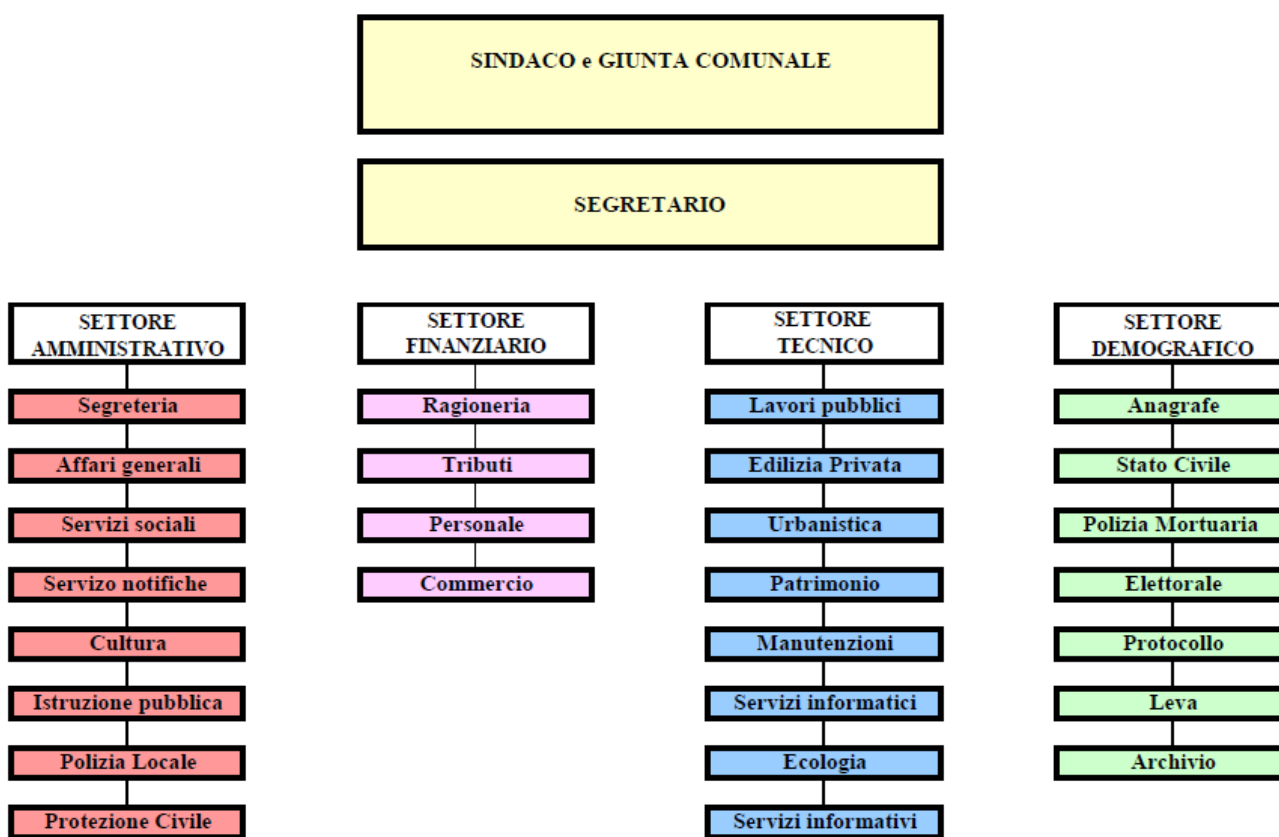 SINDACO e GIUNTA COMUNALE
SEGRETARIO
SETTORE
AMMINISTRATIVO
Segreteria
Affari generali
Servizi sociali
Servizo notifiche
Cultura
Istruzione pubblica
Polizia Locale
Protezione Civile
SETTORE
FINANZIARIO
Ragioneria
Tributi
Personale
Commercio
SETTORE
TECNICO
Lavori pubblici
Edilizia Privata
Urbanistica
Patrimonio
Manutenzioni
Servizi informatici
Ecologia
Servizi informativi
SETTORE
DEMOGRAFICO
Anagrafe
Stato Civile
Polizia Mortuaria
Elettorale
Protocollo
Leva
Archivio